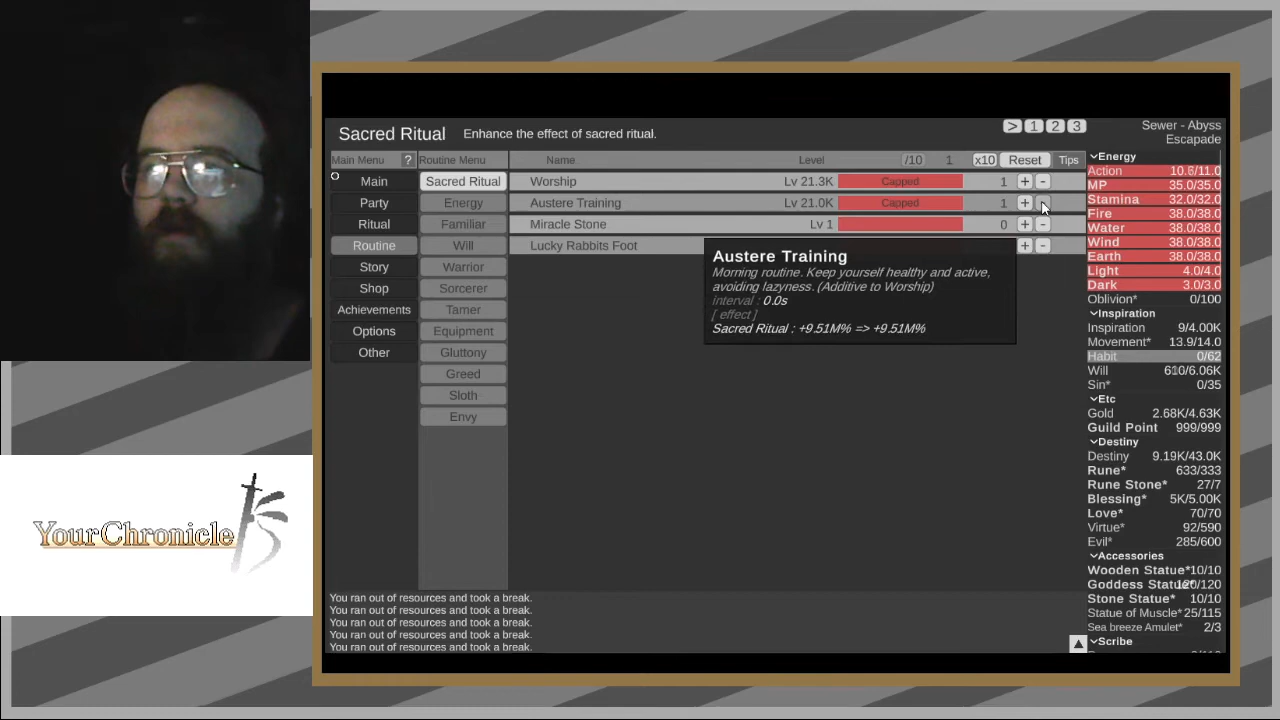 Sacred Ritual Enhance the effect of sacred ritual. > 1 2 3 Sewer - Abyss
Escapade
Main Menu ? Routine Menu Name Level /10 1 x10 Reset Tips
Main Sacred Ritual Worship Lv 21.3K Capped 1 + -
Party Energy Austere Training Lv 21.0K Capped 1 + -
Ritual Familiar Miracle Stone Lv 1 0 + -
Routine Will Lucky Rabbits Foot + -
Story Warrior
Shop Sorcerer
Achievements Tamer
Options Equipment
Other Gluttony
Greed
Sloth
Envy
Austere Training
Morning routine. Keep yourself healthy and active,
avoiding lazyness. (Additive to Worship)
interval : 0.0s
[ effect ]
Sacred Ritual : +9.51M% => +9.51M%
Energy
Action 10.6/11.0
MP 35.0/35.0
Stamina 32.0/32.0
Fire 38.0/38.0
Water 38.0/38.0
Wind 38.0/38.0
Earth 38.0/38.0
Light 4.0/4.0
Dark 3.0/3.0
Oblivion* 0/100
Inspiration
Inspiration 9/4.00K
Movement* 13.9/14.0
Habit 0/62
Will 610/6.06K
Sin* 0/35
Etc
Gold 2.68K/4.63K
Guild Point 999/999
Destiny
Destiny 9.19K/43.0K
Rune* 633/333
Rune Stone* 27/7
Blessing* 5K/5.00K
Love* 70/70
Virtue* 92/590
Evil* 285/600
Accessories
Wooden Statue* 10/10
Goddess Statue* 120/120
Stone Statue* 10/10
Statue of Muscle* 25/115
Sea breeze Amulet* 2/3
Scribe
You ran out of resources and took a break.
You ran out of resources and took a break.
You ran out of resources and took a break.
You ran out of resources and took a break.
You ran out of resources and took a break.
YourChronicle